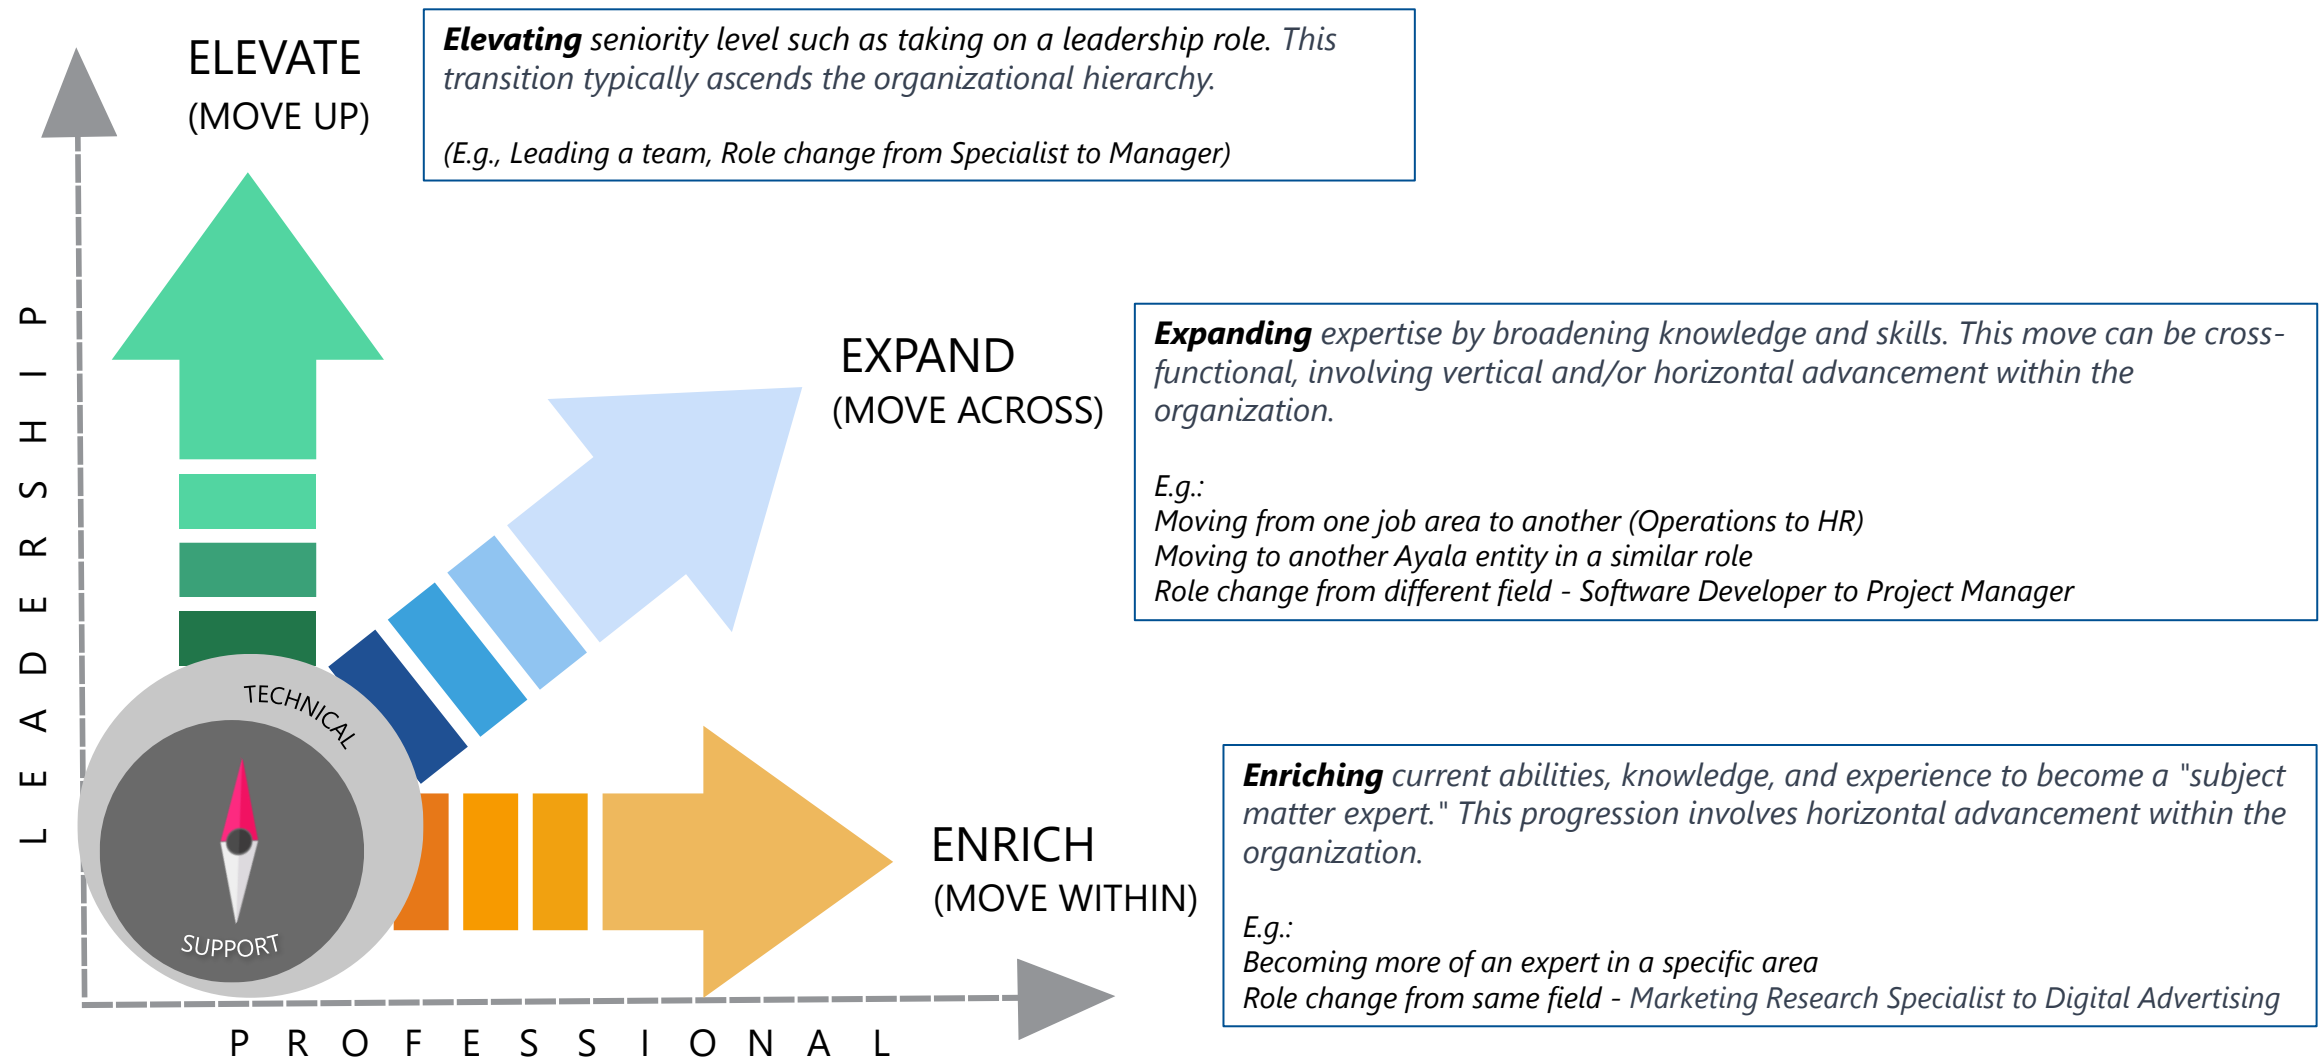 ELEVATE
(MOVE UP)
Elevating seniority level such as taking on a leadership role. This
transition typically ascends the organizational hierarchy.
(E.g., Leading a team, Role change from Specialist to Manager)
EXPAND
(MOVE ACROSS)
Expanding expertise by broadening knowledge and skills. This move can be cross-
functional, involving vertical and/or horizontal advancement within the
organization.
E.g.:
Moving from one job area to another (Operations to HR)
Moving to another Ayala entity in a similar role
Role change from different field - Software Developer to Project Manager
LEADERSHIP
TECHNICAL
SUPPORT
ENRICH
(MOVE WITHIN)
Enriching current abilities, knowledge, and experience to become a "subject
matter expert." This progression involves horizontal advancement within the
organization.
E.g.:
Becoming more of an expert in a specific area
Role change from same field - Marketing Research Specialist to Digital Advertising
PROFESSIONAL